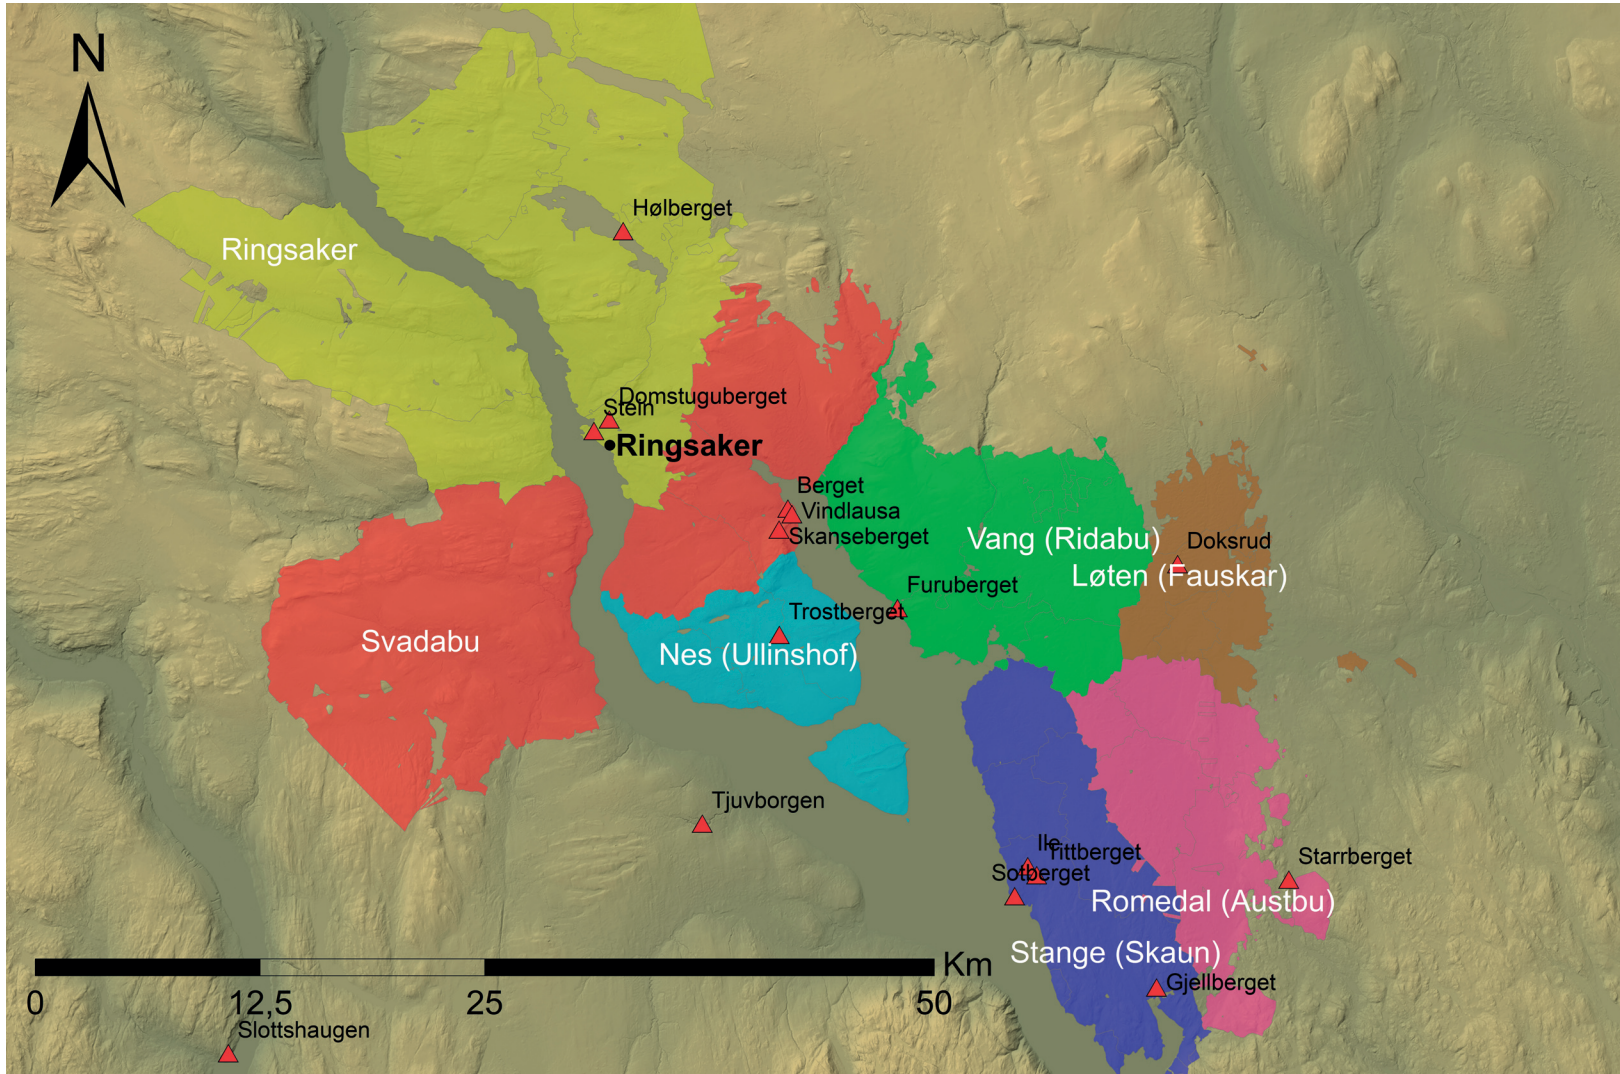 N
Hølberget
Ringsaker
Domstuguberget
Stein
Ringsaker
Berget
Vindlausa
Skanseberget
Vang (Ridabu)
Doksrud
Løten (Fauskar)
Furuberget
Trostberget
Svadabu
Nes (Ullinshof)
Tjuvborgen
Ile
Tittberget
Starrberget
Sotberget
Romedal (Austbu)
Stange (Skaun)
Km
Gjellberget
0 12,5 25 50
Slottshaugen